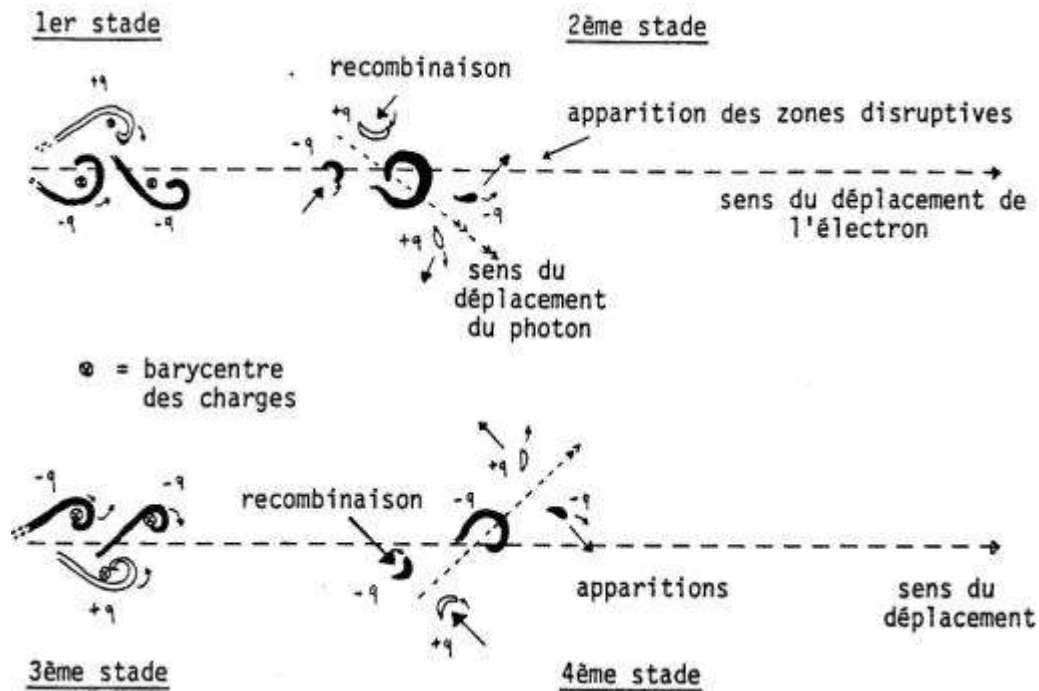 1er stade
2ème stade
recombinaison
+q
+q
-q
apparition des zones disruptives
-q
-q
-q
+q
sens du déplacement de
l'électron
sens du
déplacement
du photon
⊗ = barycentre
des charges
-q
-q
+q
recombinaison
-q
+q
-q
-q
+q
apparitions
sens du
déplacement
3ème stade
4ème stade